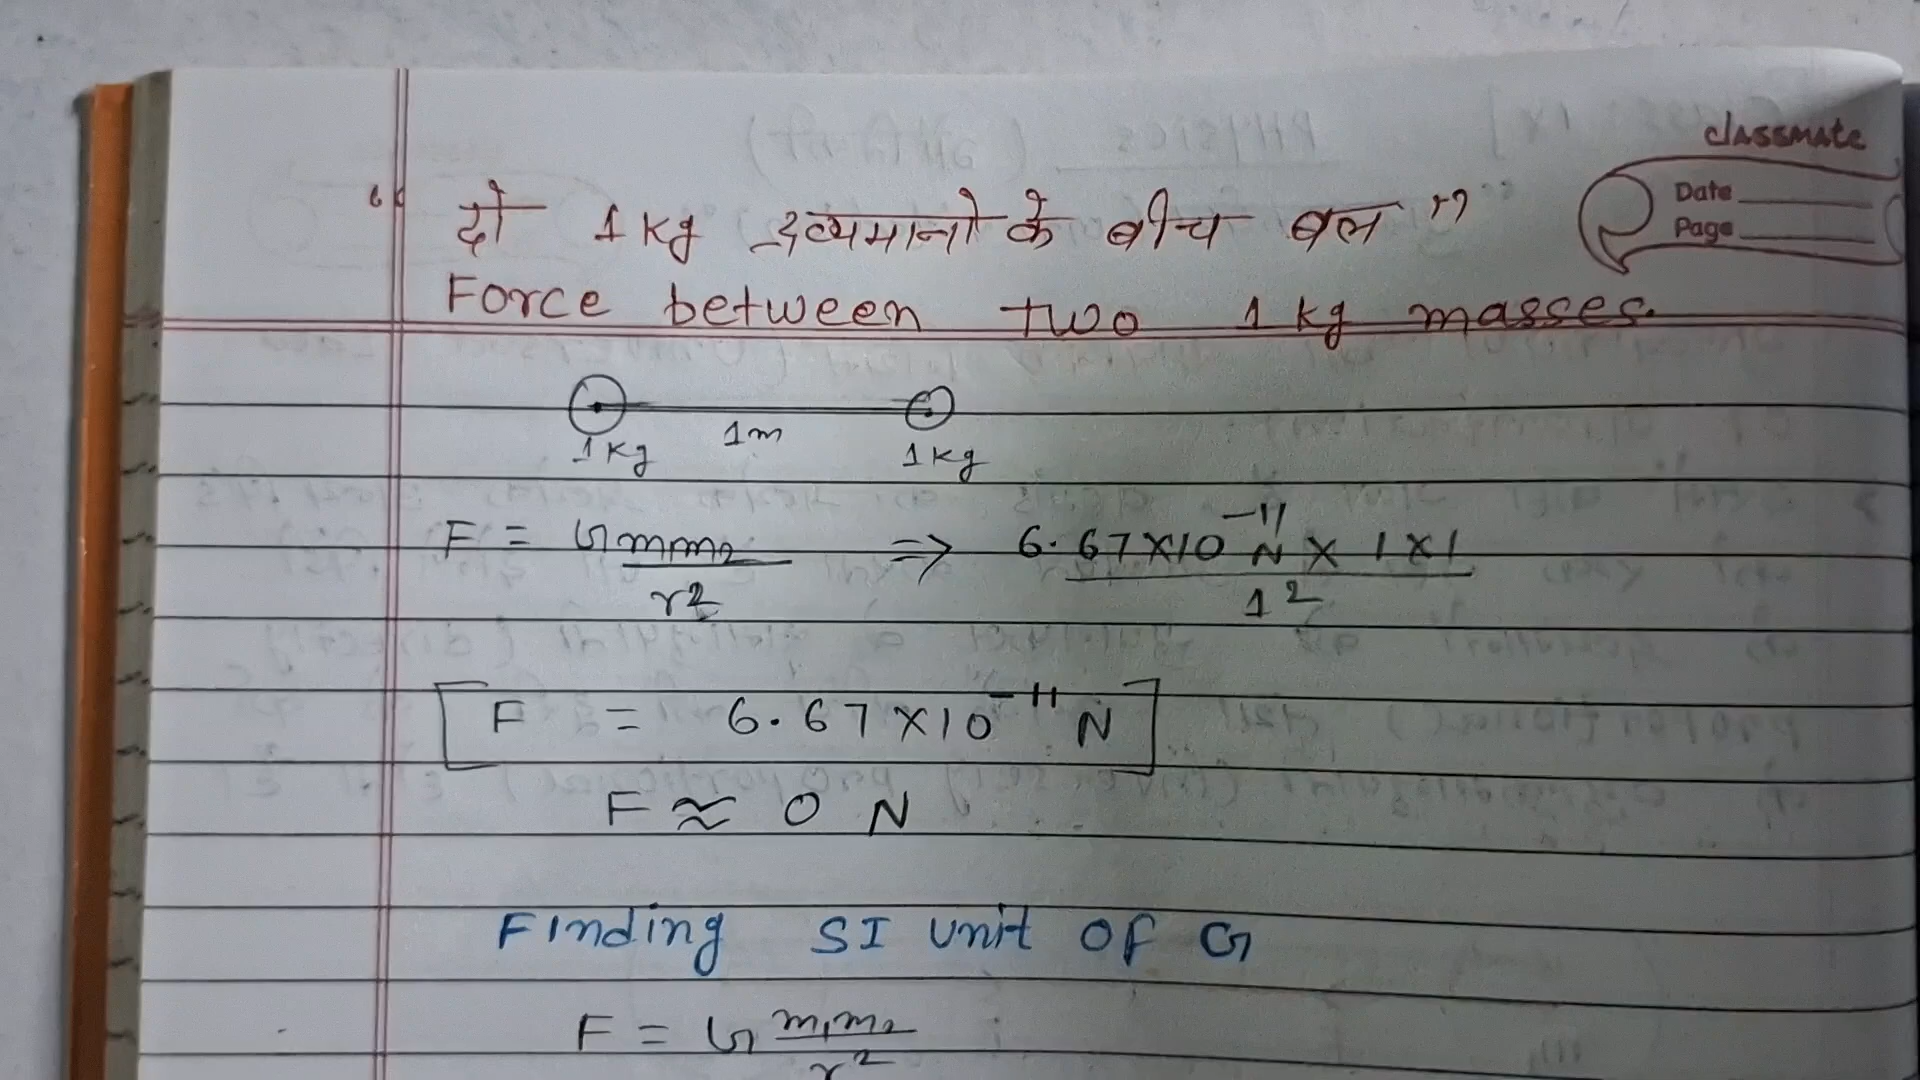 classmate
Date
Page
“ दो 1 kg द्रव्यमानो के बीच बल ”
Force between two 1 kg masses.
1m
1 kg 1 kg
F = G m₁m₂ / r² => 6.67×10⁻¹¹ N × 1×1 / 1²
F = 6.67×10⁻¹¹ N
F ≈ 0 N
Finding SI unit of G
F = G m₁m₂ / r²